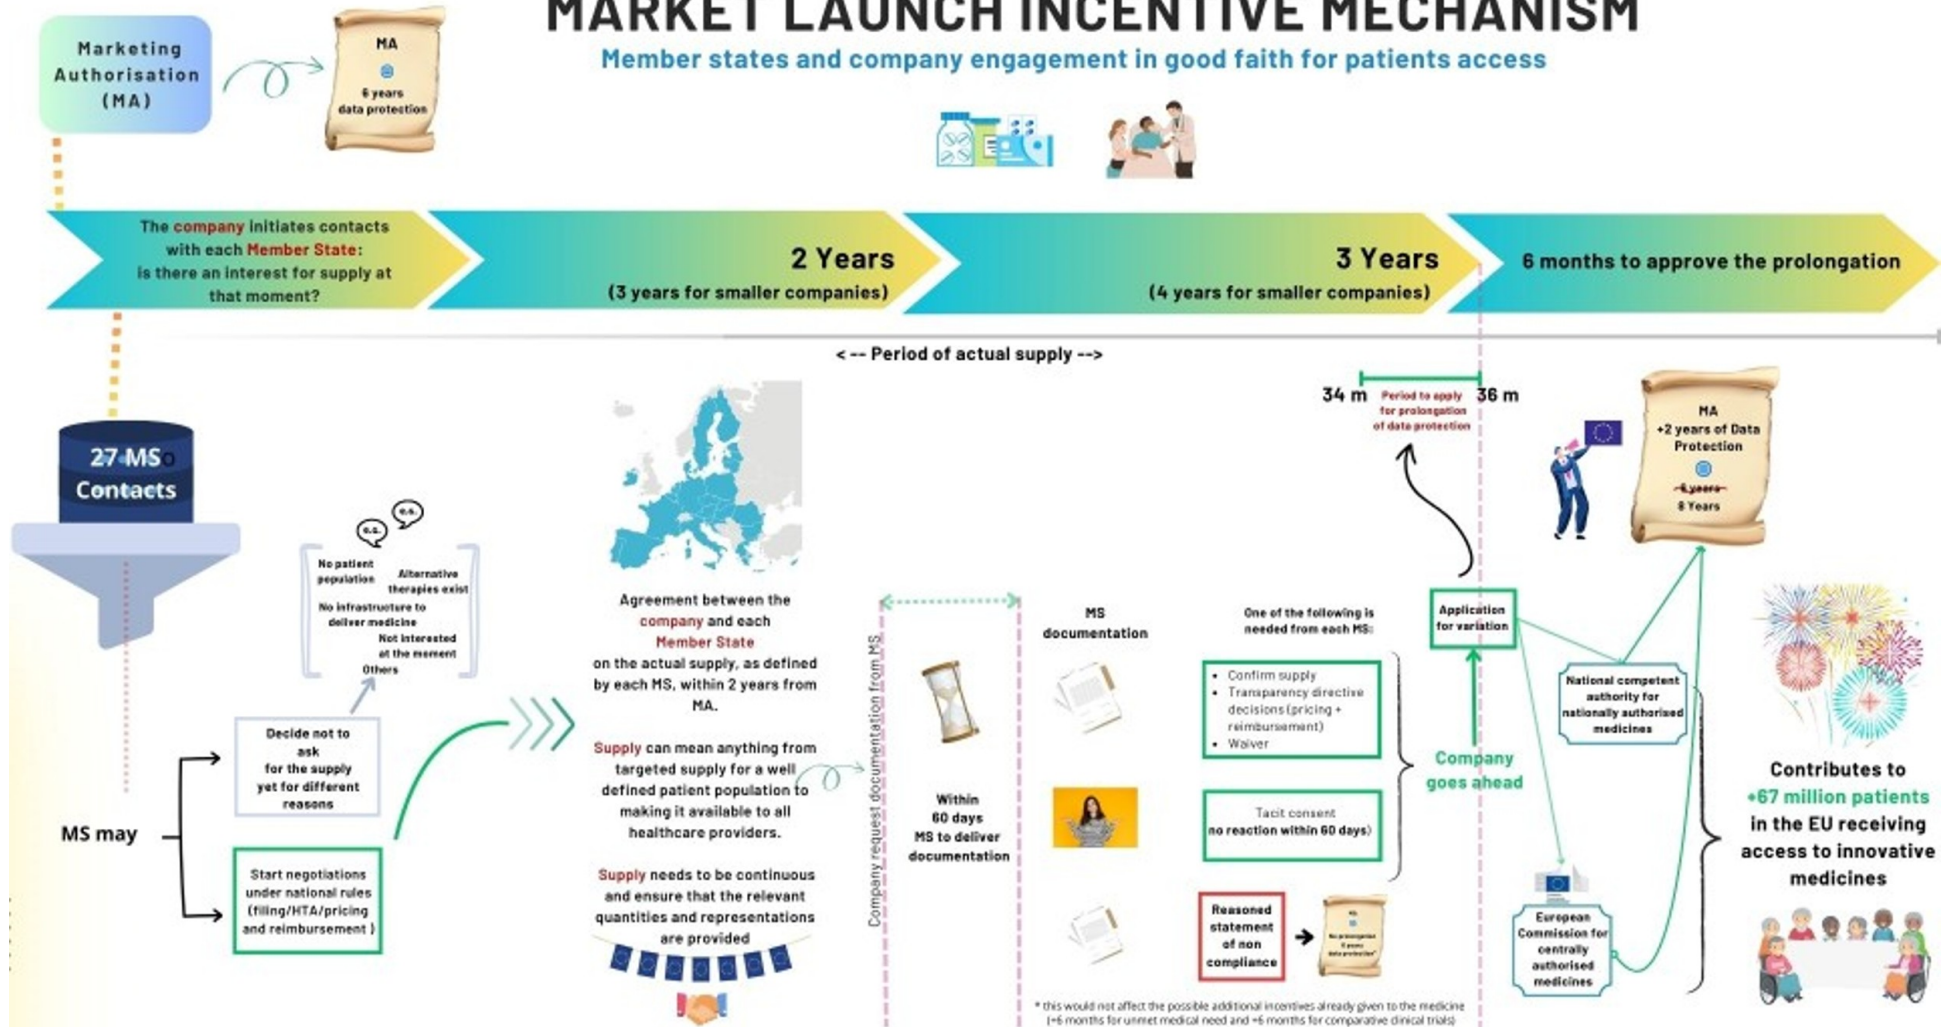 MARKET LAUNCH INCENTIVE MECHANISM
Member states and company engagement in good faith for patients access
Marketing
Authorisation
(MA)
MA
6 years
data protection
The company initiates contacts
with each Member State:
is there an interest for supply at
that moment?
2 Years
(3 years for smaller companies)
3 Years
(4 years for smaller companies)
6 months to approve the prolongation
< -- Period of actual supply -->
27 MS
Contacts
MS may
e.g.
e.g.
No patient
population
Alternative
therapies exist
No infrastructure to
deliver medicine
Not interested
at the moment
Others
Decide not to
ask
for the supply
yet for different
reasons
Start negotiations
under national rules
(filing/HTA/pricing
and reimbursement )
Agreement between the
company and each
Member State
on the actual supply, as defined
by each MS, within 2 years from
MA.
Supply can mean anything from
targeted supply for a well
defined patient population to
making it available to all
healthcare providers.
Supply needs to be continuous
and ensure that the relevant
quantities and representations
are provided
Company request documentation from MS
Within
60 days
MS to deliver
documentation
MS
documentation
One of the following is
needed from each MS:
• Confirm supply
• Transparency directive
decisions (pricing +
reimbursement)
• Waiver
Tacit consent
no reaction within 60 days)
Reasoned
statement
of non
compliance
No prolongation
6 years
data protection*
* this would not affect the possible additional incentives already given to the medicine
(+6 months for unmet medical need and +6 months for comparative clinical trials)
34 m
Period to apply
for prolongation
of data protection
36 m
Application
for variation
Company
goes ahead
MA
+2 years of Data
Protection
6 years
8 Years
National competent
authority for
nationally authorised
medicines
European
Commission for
centrally
authorised
medicines
Contributes to
+67 million patients
in the EU receiving
access to innovative
medicines